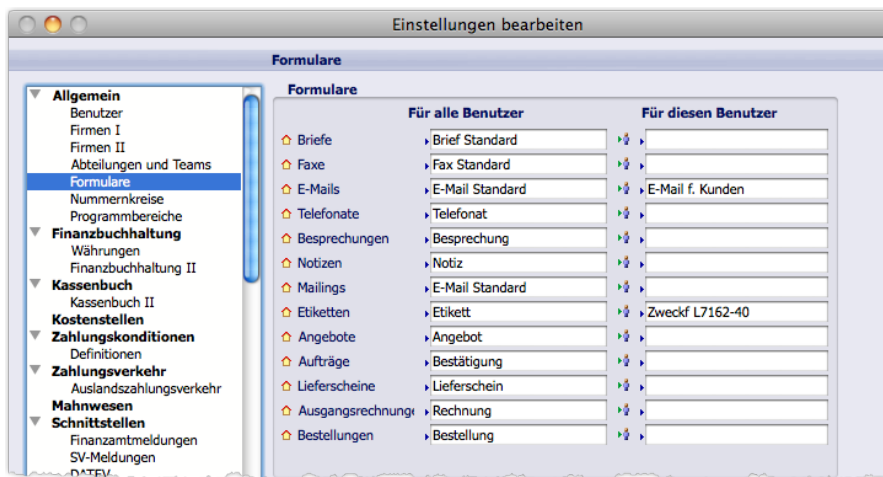 Einstellungen bearbeiten
Formulare
Allgemein
Benutzer
Firmen I
Firmen II
Abteilungen und Teams
Formulare
Nummernkreise
Programmbereiche
Finanzbuchhaltung
Währungen
Finanzbuchhaltung II
Kassenbuch
Kassenbuch II
Kostenstellen
Zahlungskonditionen
Definitionen
Zahlungsverkehr
Auslandszahlungsverkehr
Mahnwesen
Schnittstellen
Finanzamtmeldungen
SV-Meldungen
DATEV
Formulare
Für alle Benutzer Für diesen Benutzer
Briefe Brief Standard
Faxe Fax Standard
E-Mails E-Mail Standard E-Mail f. Kunden
Telefonate Telefonat
Besprechungen Besprechung
Notizen Notiz
Mailings E-Mail Standard
Etiketten Etikett Zweckf L7162-40
Angebote Angebot
Aufträge Bestätigung
Lieferscheine Lieferschein
Ausgangsrechnunge Rechnung
Bestellungen Bestellung